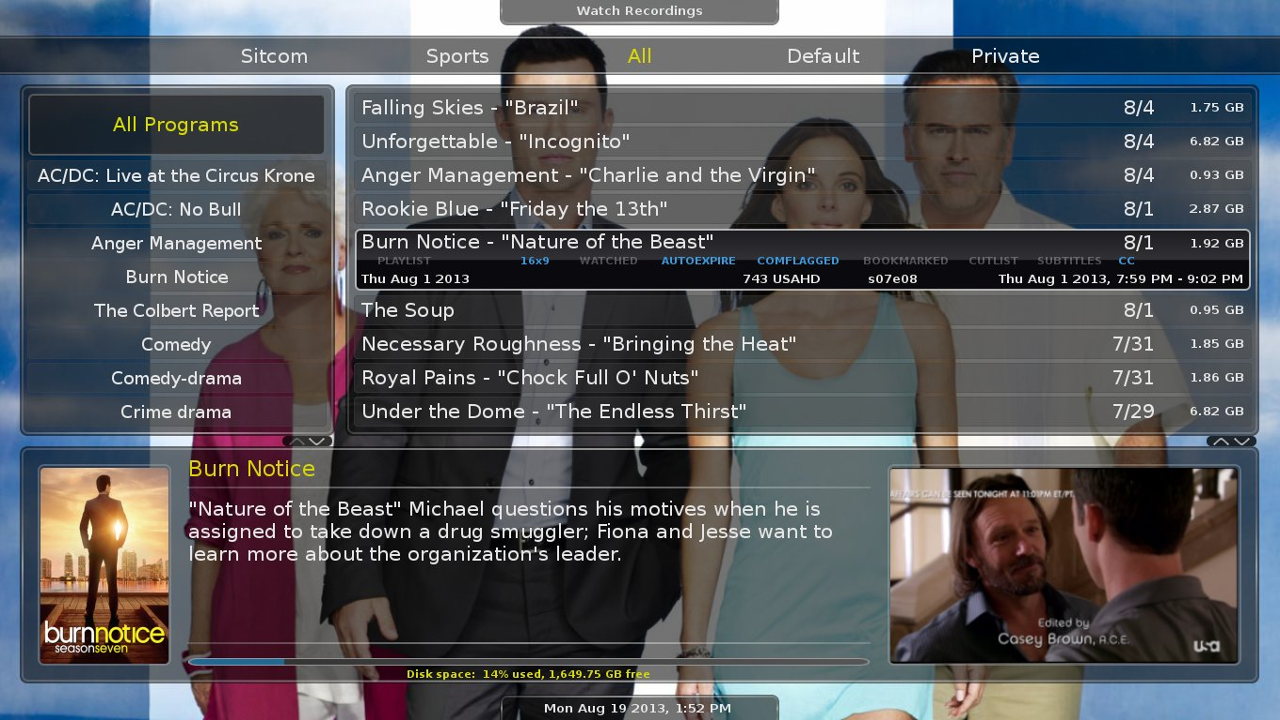 Watch Recordings
Sitcom Sports All Default Private
All Programs
AC/DC: Live at the Circus Krone
AC/DC: No Bull
Anger Management
Burn Notice
The Colbert Report
Comedy
Comedy-drama
Crime drama
Falling Skies - "Brazil" 8/4 1.75 GB
Unforgettable - "Incognito" 8/4 6.82 GB
Anger Management - "Charlie and the Virgin" 8/4 0.93 GB
Rookie Blue - "Friday the 13th" 8/1 2.87 GB
Burn Notice - "Nature of the Beast" 8/1 1.92 GB
PLAYLIST 16x9 WATCHED AUTOEXPIRE COMFLAGGED BOOKMARKED CUTLIST SUBTITLES CC
Thu Aug 1 2013 743 USAHD s07e08 Thu Aug 1 2013, 7:59 PM - 9:02 PM
The Soup 8/1 0.95 GB
Necessary Roughness - "Bringing the Heat" 7/31 1.85 GB
Royal Pains - "Chock Full O' Nuts" 7/31 1.86 GB
Under the Dome - "The Endless Thirst" 7/29 6.82 GB
Burn Notice
"Nature of the Beast" Michael questions his motives when he is
assigned to take down a drug smuggler; Fiona and Jesse want to
learn more about the organization's leader.
burnnotice
seasonseven
AFFAIRS CAN BE SEEN TONIGHT AT 11:01PM ET/PT.
Edited by
Casey Brown, A.C.E.
usa
Disk space: 14% used, 1,649.75 GB free
Mon Aug 19 2013, 1:52 PM